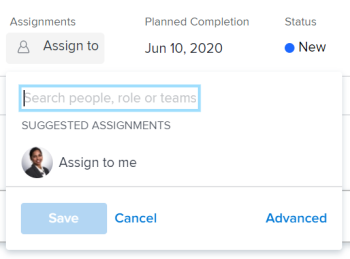 Assignments Planned Completion Status
Assign to Jun 10, 2020 New
Search people, role or teams
SUGGESTED ASSIGNMENTS
Assign to me
Save Cancel Advanced